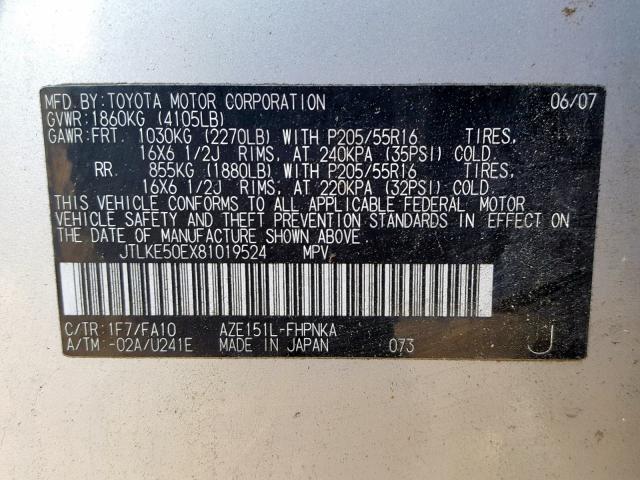 MFD.BY:TOYOTA MOTOR CORPORATION 06/07
GVWR:1860KG (4105LB)
GAWR:FRT. 1030KG (2270LB) WITH P205/55R16 TIRES,
16X6 1/2J RIMS, AT 240KPA (35PSI) COLD.
RR. 855KG (1880LB) WITH P205/55R16 TIRES,
16X6 1/2J RIMS, AT 220KPA (32PSI) COLD.
THIS VEHICLE CONFORMS TO ALL APPLICABLE FEDERAL MOTOR
VEHICLE SAFETY AND THEFT PREVENTION STANDARDS IN EFFECT ON
THE DATE OF MANUFACTURE SHOWN ABOVE.
JTLKE50EX81019524 MPV
C/TR:1F7/FA10 AZE151L-FHPNKA
A/TM:-02A/U241E MADE IN JAPAN 073 J